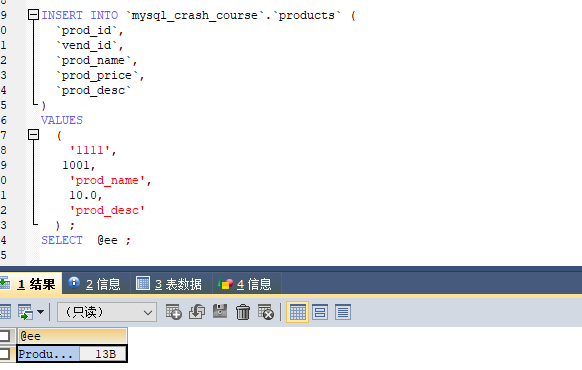 8
9 INSERT INTO `mysql_crash_course`.`products` (
0 `prod_id`,
1 `vend_id`,
2 `prod_name`,
3 `prod_price`,
4 `prod_desc`
5 )
6 VALUES
7 (
8 '1111',
9 1001,
0 'prod_name',
1 10.0,
2 'prod_desc'
3 ) ;
4 SELECT @ee ;
5
1 结果 2 信息 3 表数据 4 信息
（只读）
@ee
Produ... 13B